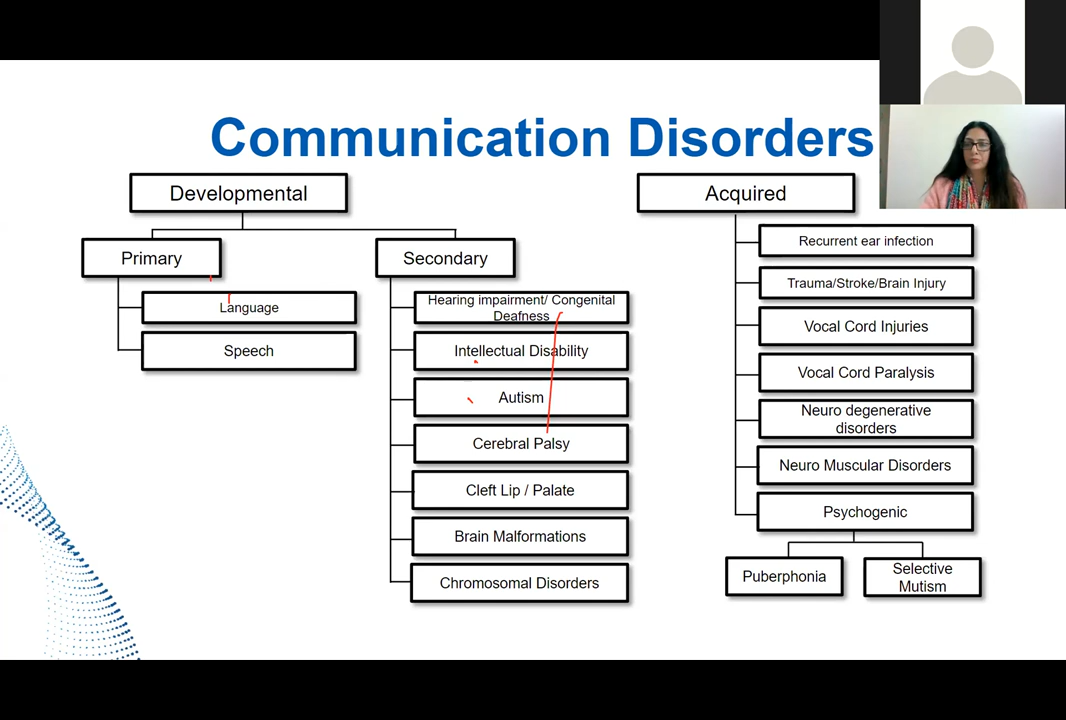 Communication Disorders
Developmental
Acquired
Primary
Secondary
Language
Speech
Hearing impairment/ Congenital
Deafness
Intellectual Disability
Autism
Cerebral Palsy
Cleft Lip / Palate
Brain Malformations
Chromosomal Disorders
Recurrent ear infection
Trauma/Stroke/Brain Injury
Vocal Cord Injuries
Vocal Cord Paralysis
Neuro degenerative
disorders
Neuro Muscular Disorders
Psychogenic
Puberphonia
Selective
Mutism